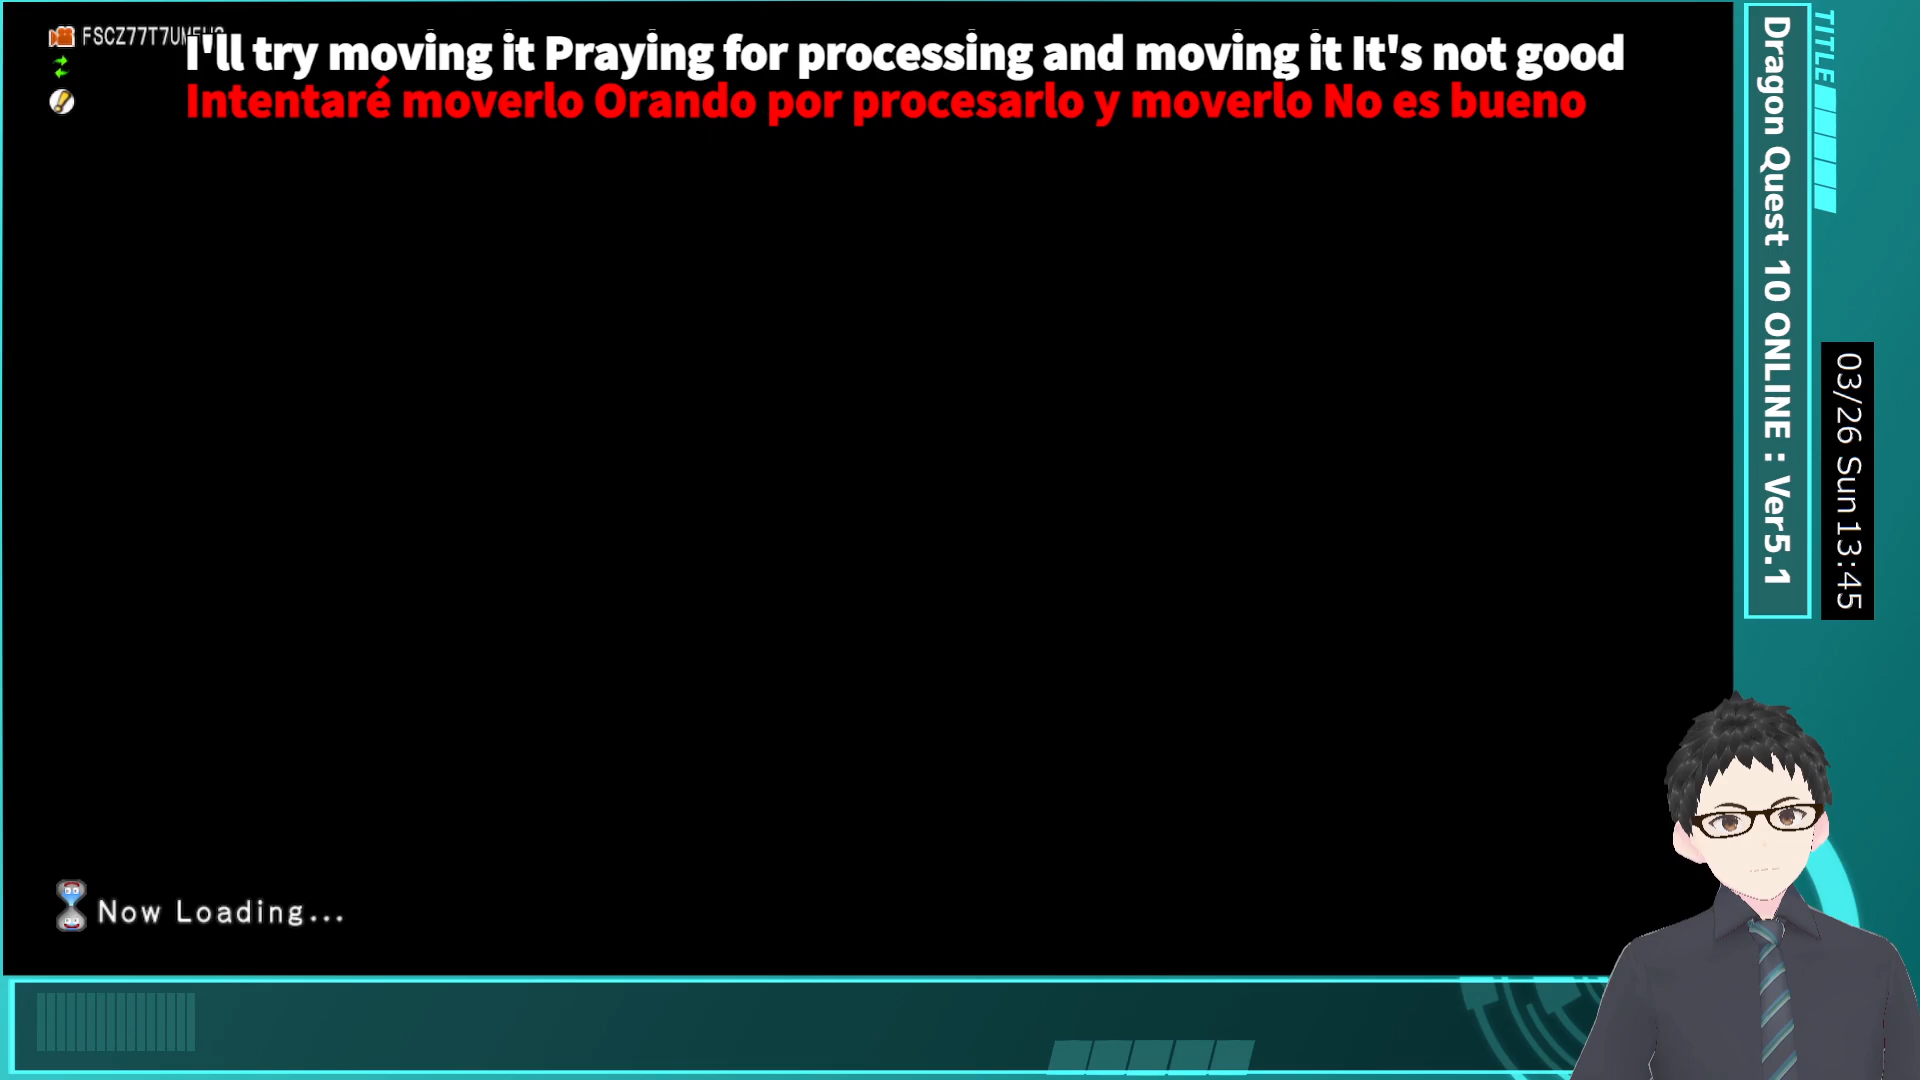 I'll try moving it Praying for processing and moving it It's not good
Intentaré moverlo Orando por procesarlo y moverlo No es bueno
Now Loading...
TITLE
Dragon Quest 10 ONLINE : Ver5.1
03/26 Sun 13:45